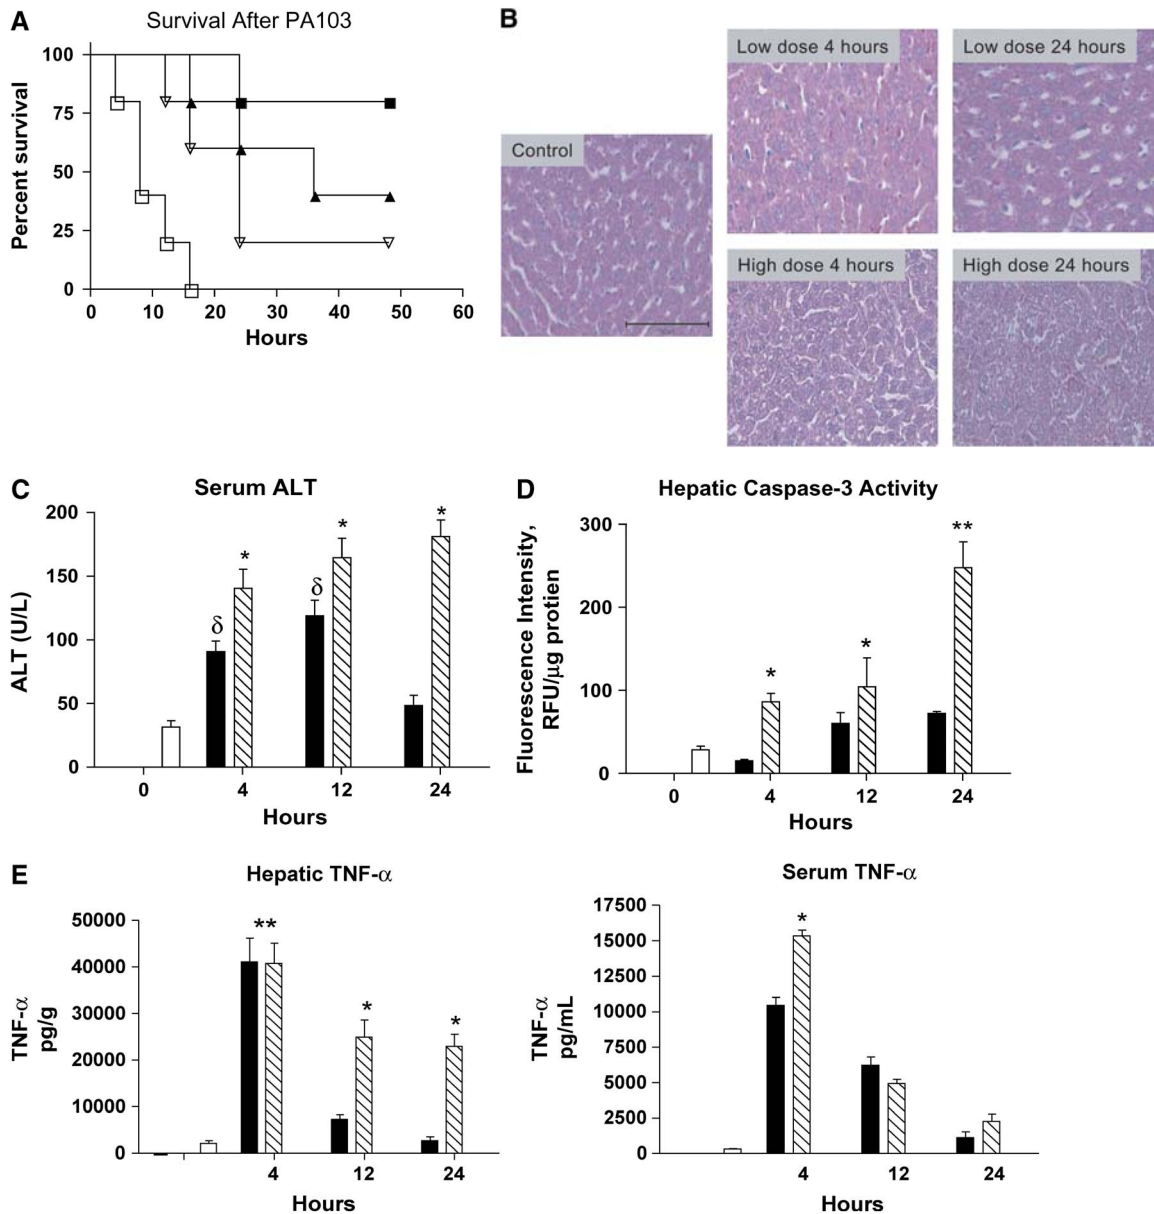 A
Survival After PA103
Percent survival
100
75
50
25
0
0 10 20 30 40 50 60
Hours
B
Control
Low dose 4 hours
Low dose 24 hours
High dose 4 hours
High dose 24 hours
C
Serum ALT
ALT (U/L)
200
150
100
50
0
δ * δ * *
0 4 12 24
Hours
D
Hepatic Caspase-3 Activity
Fluorescence Intensity,
RFU/µg protien
300
200
100
0
* * **
0 4 12 24
Hours
E
Hepatic TNF-α
TNF-α
pg/g
50000
40000
30000
20000
10000
0
** * *
4 12 24
Hours
Serum TNF-α
TNF-α
pg/mL
17500
15000
12500
10000
7500
5000
2500
0
*
4 12 24
Hours